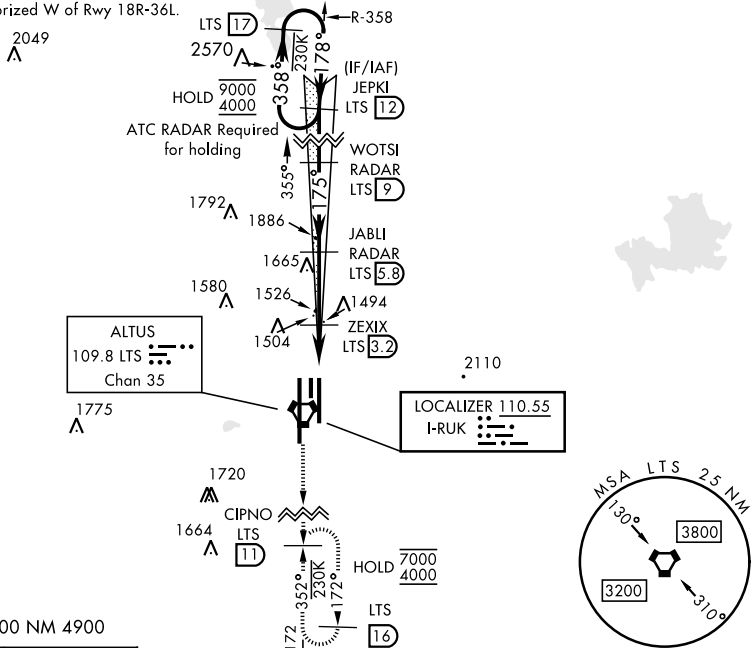 orized W of Rwy 18R-36L.
2049
LTS 17
R-358
2570
230K
178°
358°
(IF/IAF)
JEPKI
LTS 12
HOLD 9000
4000
ATC RADAR Required
for holding
355°
175°
WOTSI
RADAR
LTS 9
1792
1886
JABLI
RADAR
LTS 5.8
1665
1580
1526
1494
1504
ZEXIX
LTS 3.2
ALTUS
109.8 LTS
Chan 35
2110
LOCALIZER 110.55
I-RUK
1775
1720
CIPNO
1664
LTS
11
HOLD 7000
4000
352°
230K
172°
LTS
16
172
MSA LTS 25 NM
130°
3800
3200
310°
00 NM 4900